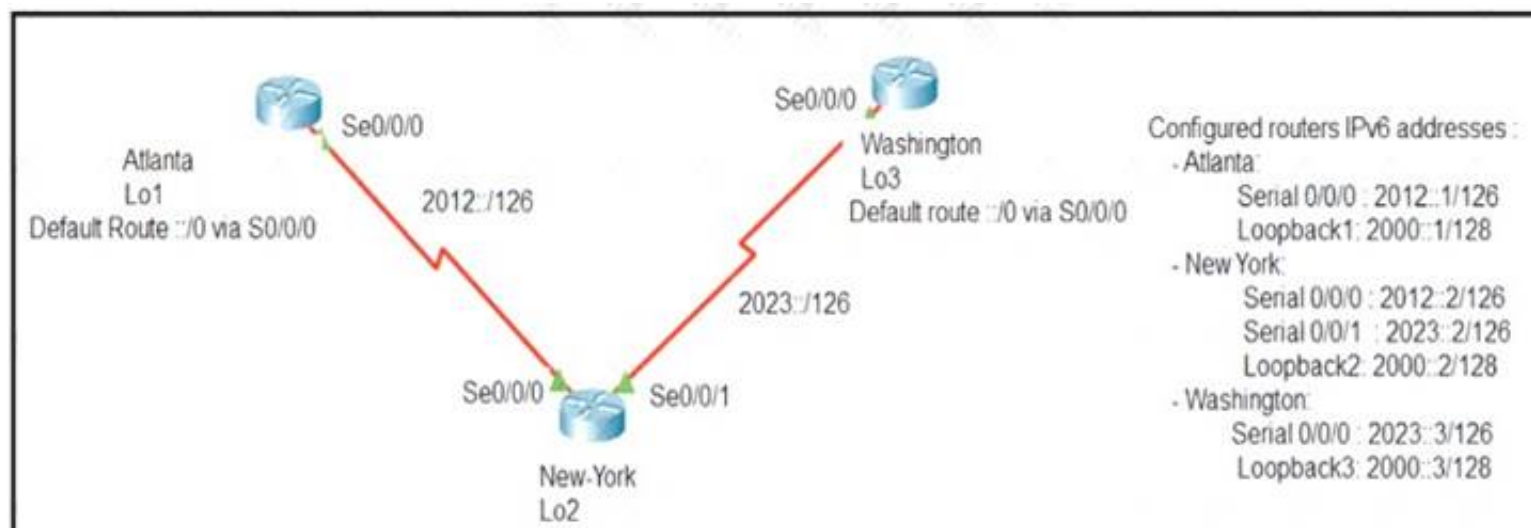 Se0/0/0
Atlanta
Lo1
Default Route ::/0 via S0/0/0
2012::/126
Se0/0/0
Washington
Lo3
Default route ::/0 via S0/0/0
2023::/126
Se0/0/0
Se0/0/1
New-York
Lo2
Configured routers IPv6 addresses :
- Atlanta:
Serial 0/0/0 : 2012::1/126
Loopback1: 2000::1/128
- New York:
Serial 0/0/0 : 2012::2/126
Serial 0/0/1 : 2023::2/126
Loopback2: 2000::2/128
- Washington:
Serial 0/0/0 : 2023::3/126
Loopback3: 2000::3/128